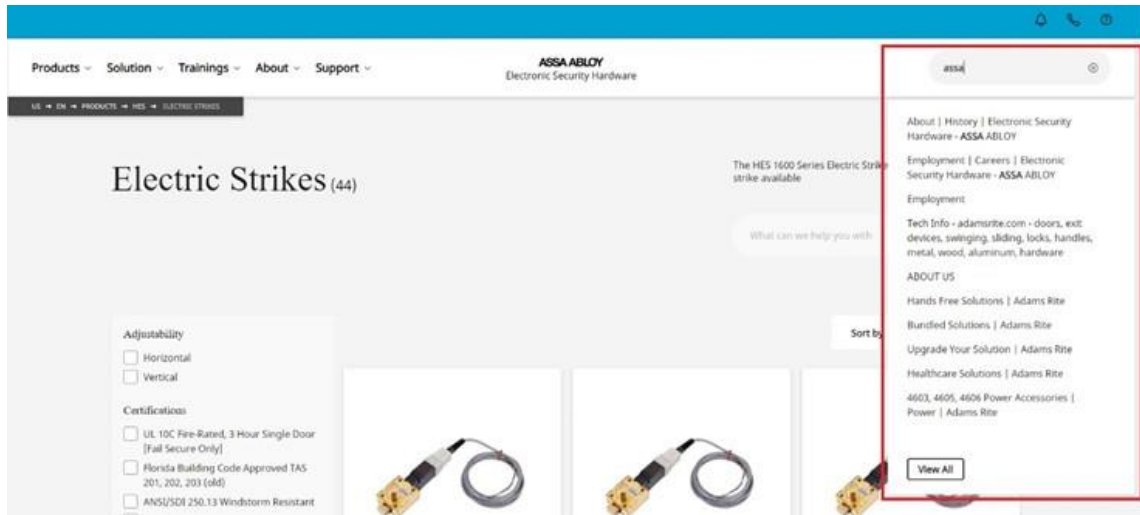 Products
Solution
Trainings
About
Support
ASSA ABLOY
Electronic Security Hardware
assa
US → EN → PRODUCTS → HES → ELECTRIC STRIKES
Electric Strikes (44)
The HES 1600 Series Electric Strike
strike available
What can we help you with
About | History | Electronic Security
Hardware - ASSA ABLOY
Employment | Careers | Electronic
Security Hardware - ASSA ABLOY
Employment
Tech Info - adamsrite.com - doors, exit
devices, swinging, sliding, locks, handles,
metal, wood, aluminum, hardware
ABOUT US
Hands Free Solutions | Adams Rite
Bundled Solutions | Adams Rite
Upgrade Your Solution | Adams Rite
Healthcare Solutions | Adams Rite
4603, 4605, 4606 Power Accessories |
Power | Adams Rite
View All
Sort by
Adjustability
Horizontal
Vertical
Certifications
UL 10C Fire-Rated, 3 Hour Single Door
[Fail Secure Only]
Florida Building Code Approved TAS
201, 202, 203 (old)
ANSI/SDI 250.13 Windstorm Resistant